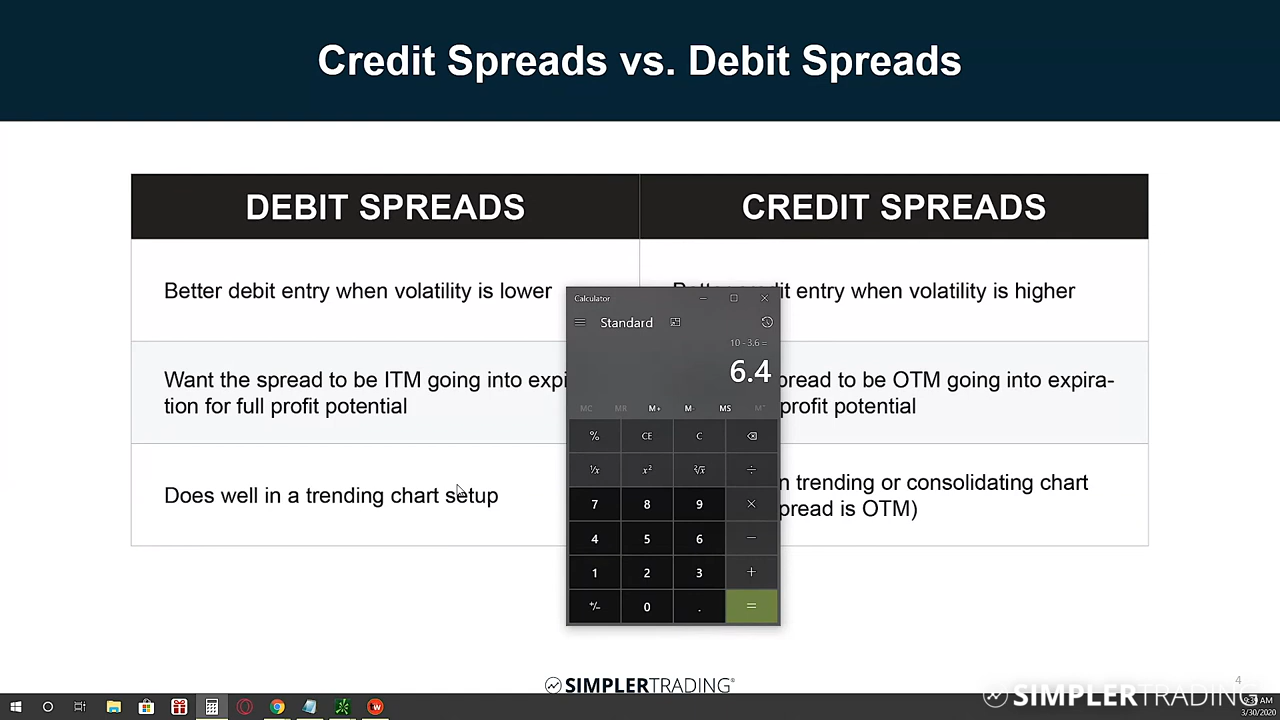 Credit Spreads vs. Debit Spreads
DEBIT SPREADS
CREDIT SPREADS
Better debit entry when volatility is lower
entry when volatility is higher
Want the spread to be ITM going into expi
tion for full profit potential
pread to be OTM going into expira-
profit potential
Does well in a trending chart setup
n trending or consolidating chart
pread is OTM)
Calculator
Standard
10 - 3.6 =
6.4
MC MR M+ M- MS M˅
% CE C
¹/x x² ²√x ÷
7 8 9 ×
4 5 6 −
1 2 3 +
+/- 0 . =
SIMPLERTRADING®
4
SIMPLERTRADING
AM
3/30/2020